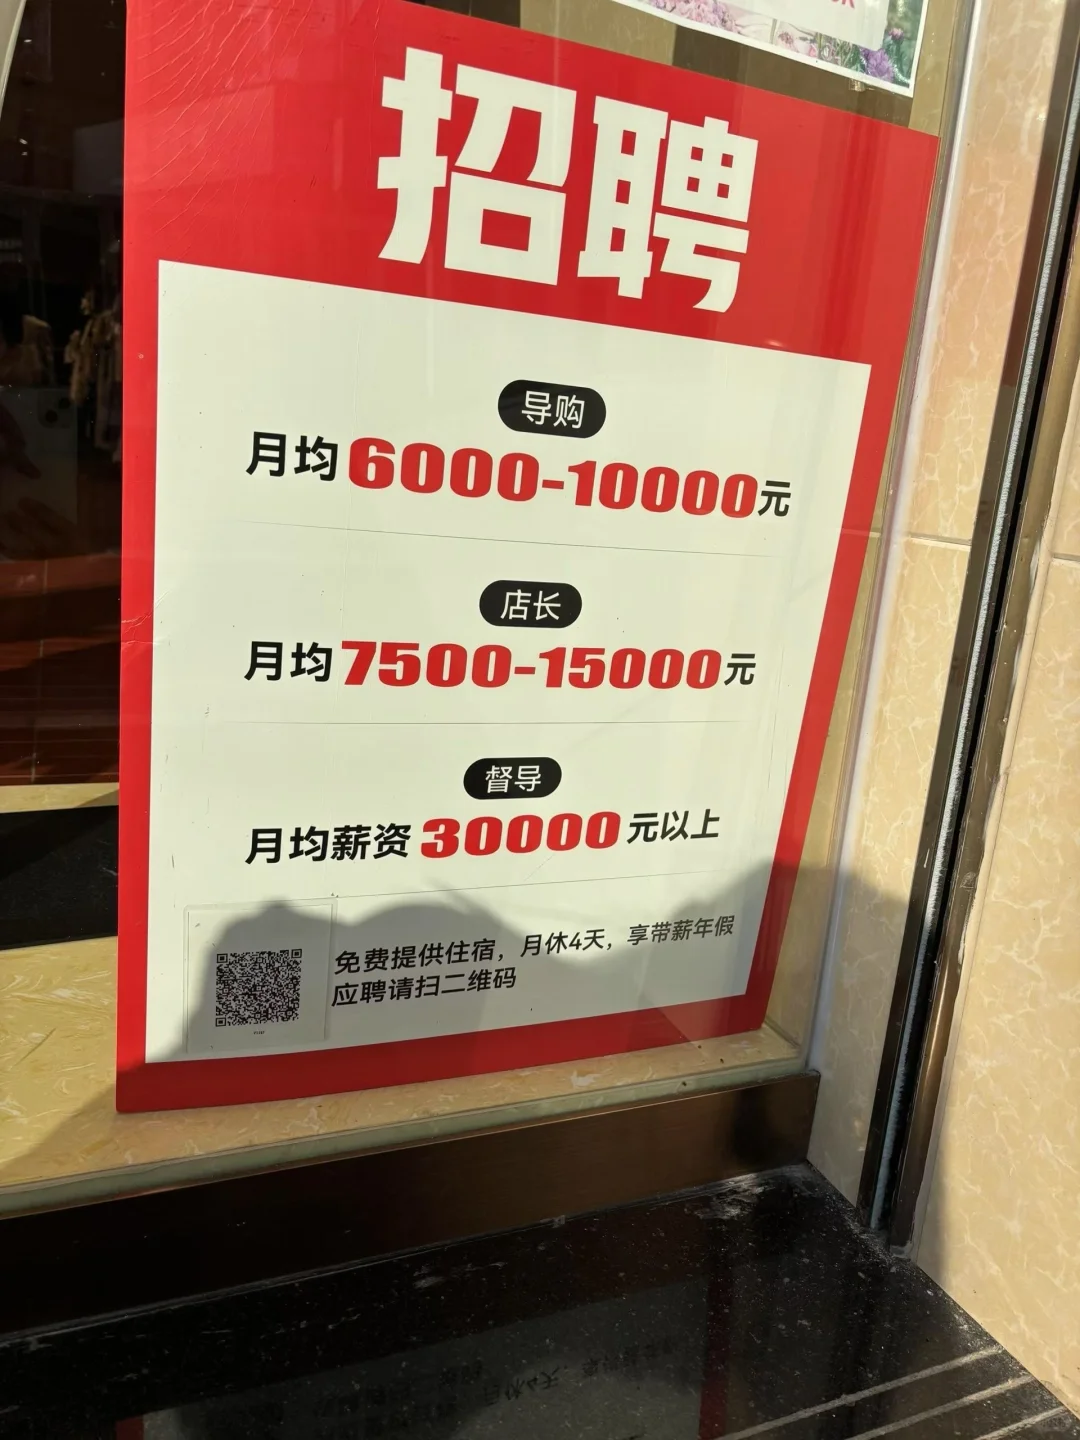 招聘
导购
月均6000-10000元
店长
月均7500-15000元
督导
月均薪资30000元以上
免费提供住宿，月休4天，享带薪年假
应聘请扫二维码